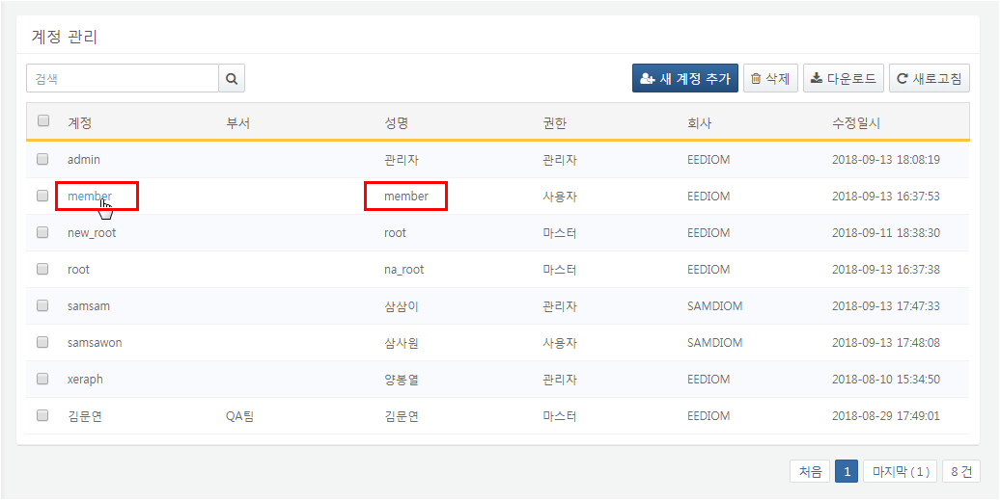 계정 관리
검색 새 계정 추가 삭제 다운로드 새로고침
계정 부서 성명 권한 회사 수정일시
admin 관리자 관리자 EEDIOM 2018-09-13 18:08:19
member member 사용자 EEDIOM 2018-09-13 16:37:53
new_root root 마스터 EEDIOM 2018-09-11 18:38:30
root na_root 마스터 EEDIOM 2018-09-13 16:37:38
samsam 삼삼이 관리자 SAMDIOM 2018-09-13 17:47:33
samsawon 삼사원 사용자 SAMDIOM 2018-09-13 17:48:08
xeraph 양봉열 관리자 EEDIOM 2018-08-10 15:34:50
김문연 QA팀 김문연 마스터 EEDIOM 2018-08-29 17:49:01
처음 1 마지막 ( 1 ) 8 건